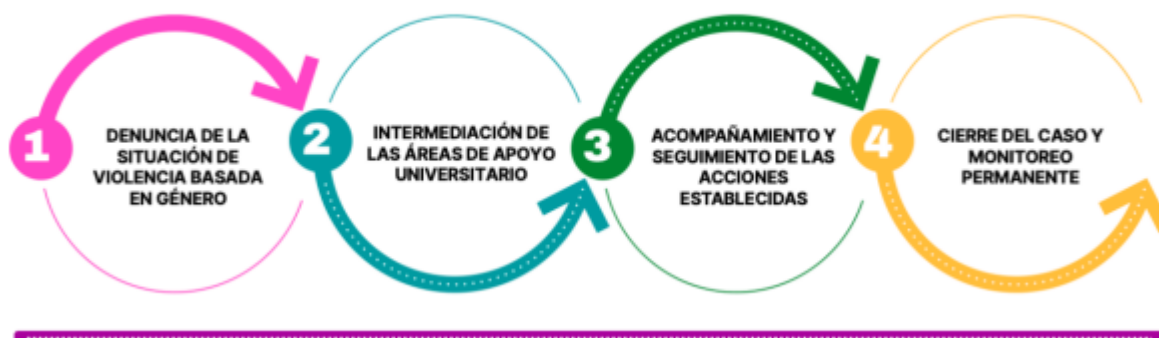 1
DENUNCIA DE LA
SITUACIÓN DE
VIOLENCIA BASADA
EN GÉNERO
2
INTERMEDIACIÓN DE
LAS ÁREAS DE APOYO
UNIVERSITARIO
3
ACOMPAÑAMIENTO Y
SEGUIMIENTO DE LAS
ACCIONES
ESTABLECIDAS
4
CIERRE DEL CASO Y
MONITOREO
PERMANENTE